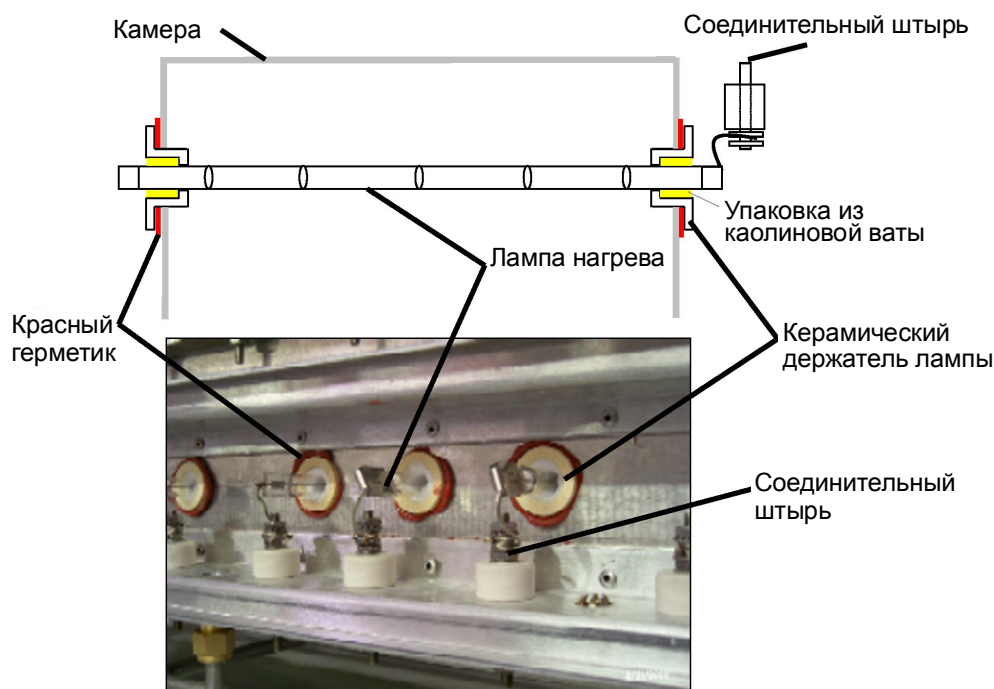 Камера
Соединительный штырь
Упаковка из
каолиновой ваты
Лампа нагрева
Красный
герметик
Керамический
держатель лампы
Соединительный
штырь